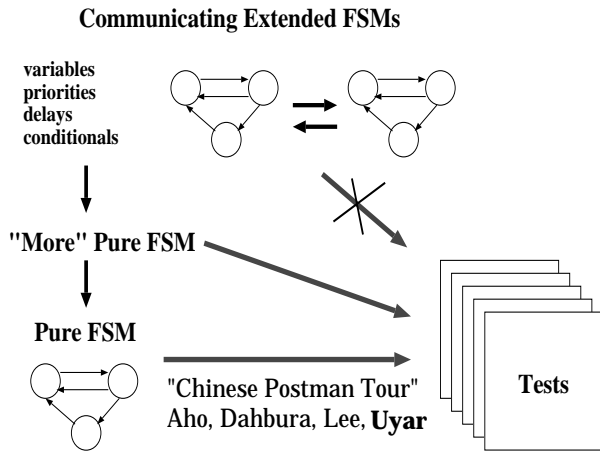 Communicating Extended FSMs
variables
priorities
delays
conditionals
"More" Pure FSM
Pure FSM
"Chinese Postman Tour"
Aho, Dahbura, Lee, Uyar
Tests